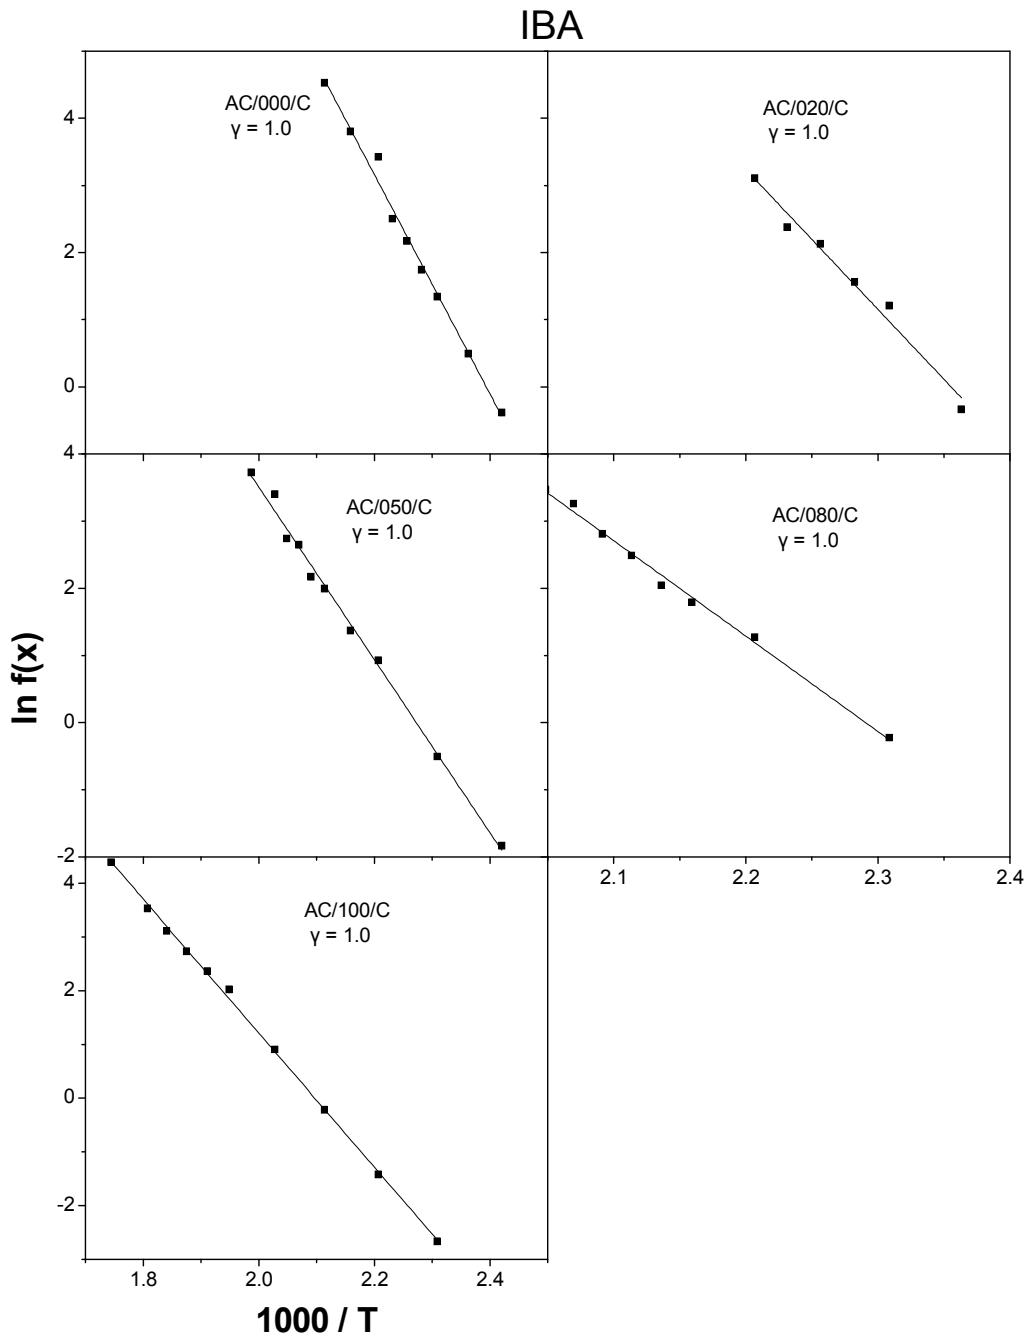 IBA
AC/000/C
γ = 1.0
AC/020/C
γ = 1.0
4
2
0
4
AC/050/C
γ = 1.0
AC/080/C
γ = 1.0
2
0
-2
2.1 2.2 2.3 2.4
ln f(x)
AC/100/C
γ = 1.0
4
2
0
-2
1.8 2.0 2.2 2.4
1000 / T